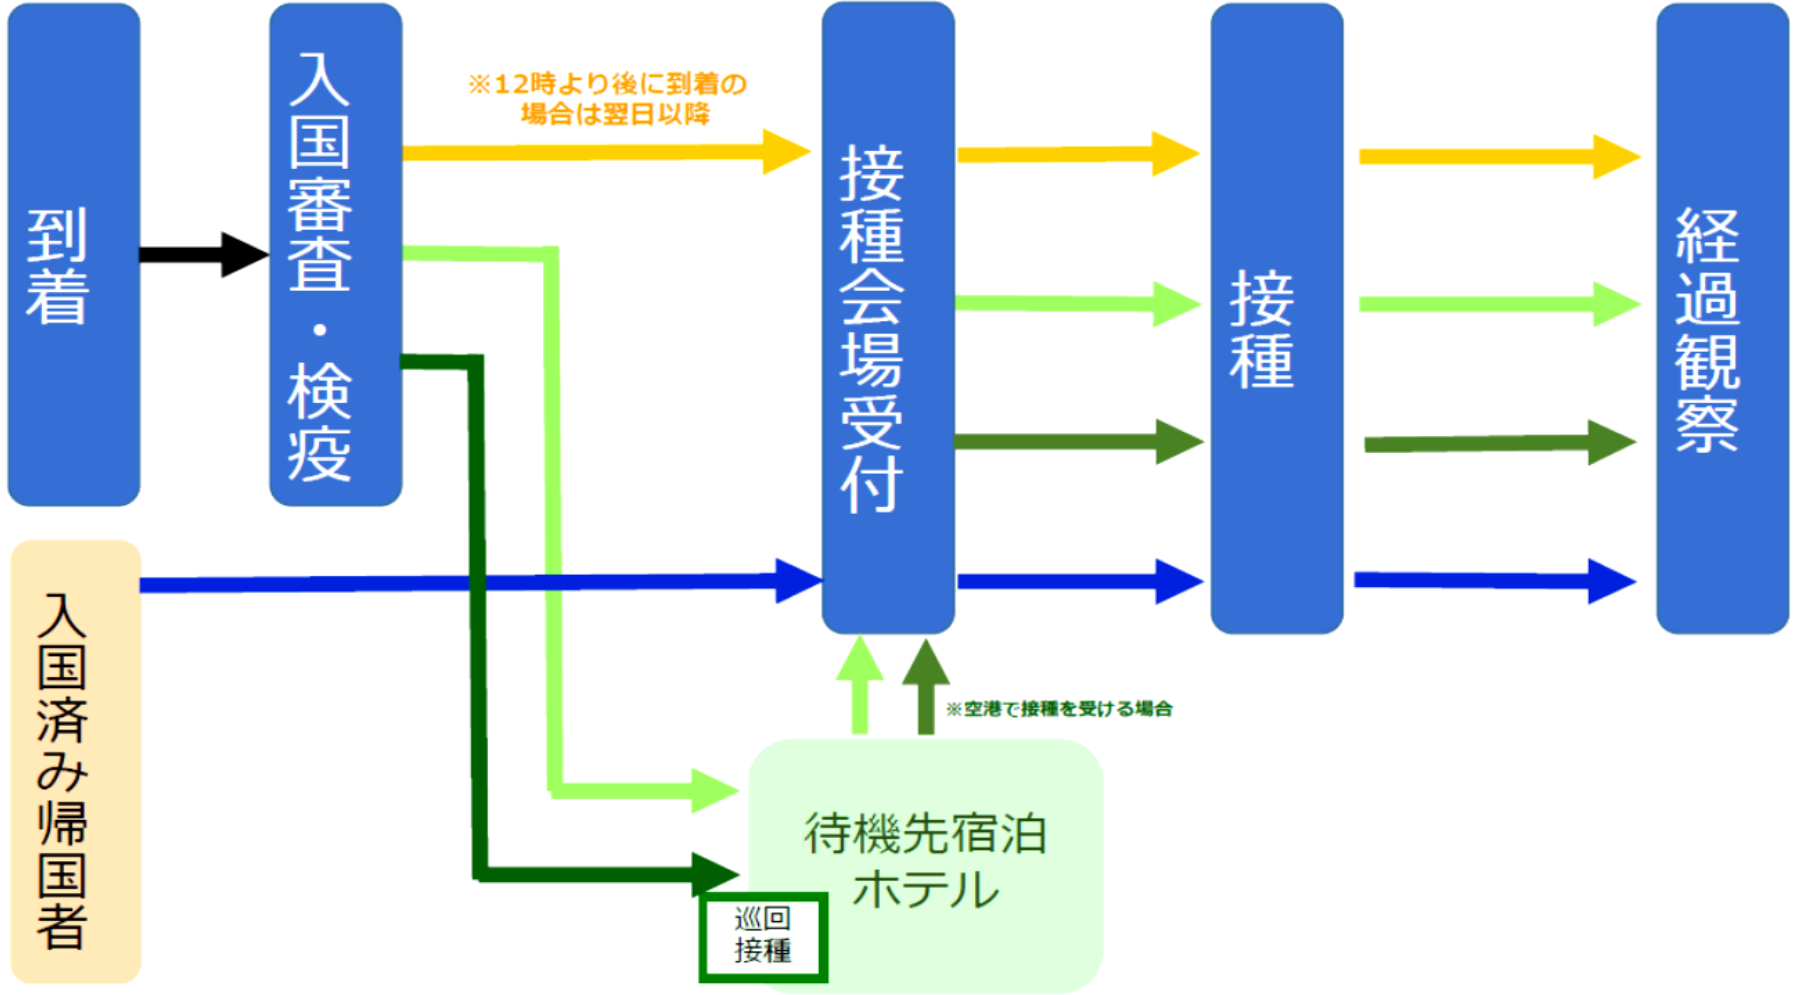 到着
入国審査・検疫
※12時より後に到着の
場合は翌日以降
接種会場受付
接種
経過観察
入国済み帰国者
※空港で接種を受ける場合
待機先宿泊
ホテル
巡回
接種